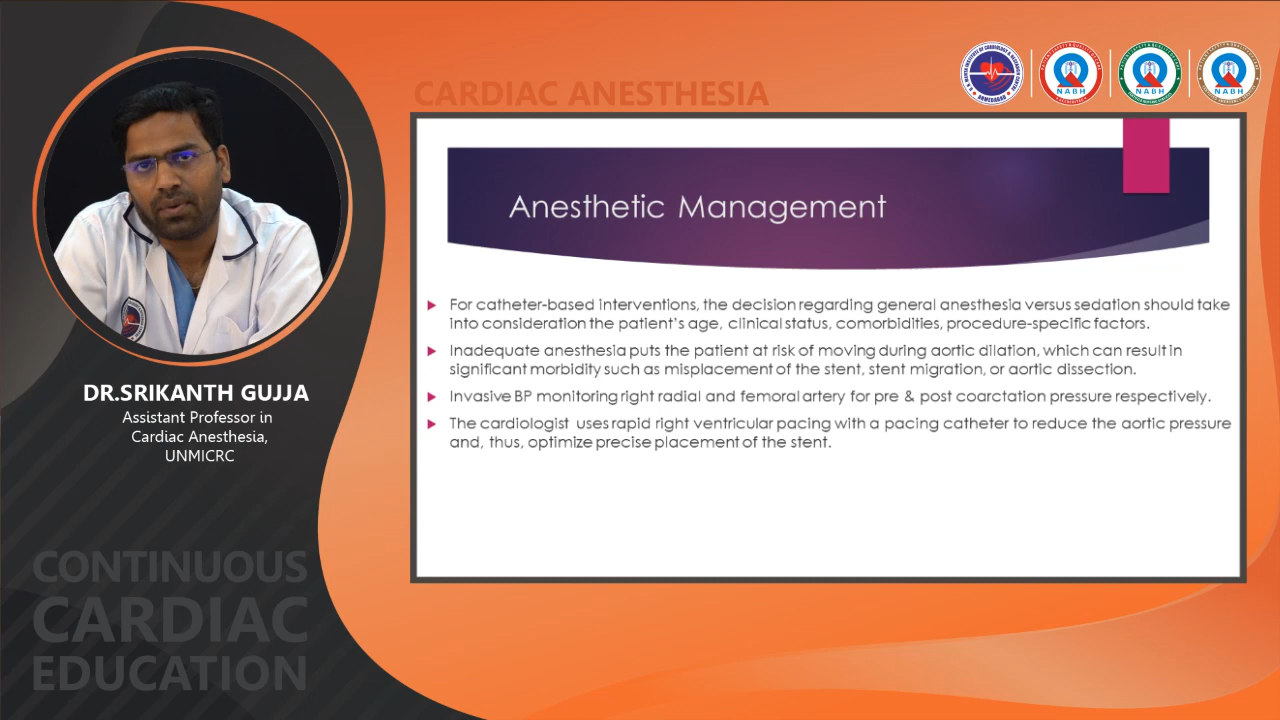 CARDIAC ANESTHESIA
NABH
NABH
NABH
Anesthetic Management
For catheter-based interventions, the decision regarding general anesthesia versus sedation should take
into consideration the patient's age, clinical status, comorbidities, procedure-specific factors.
Inadequate anesthesia puts the patient at risk of moving during aortic dilation, which can result in
significant morbidity such as misplacement of the stent, stent migration, or aortic dissection.
Invasive BP monitoring right radial and femoral artery for pre & post coarctation pressure respectively.
The cardiologist uses rapid right ventricular pacing with a pacing catheter to reduce the aortic pressure
and, thus, optimize precise placement of the stent.
DR.SRIKANTH GUJJA
Assistant Professor in
Cardiac Anesthesia,
UNMICRC
CONTINUOUS
CARDIAC
EDUCATION